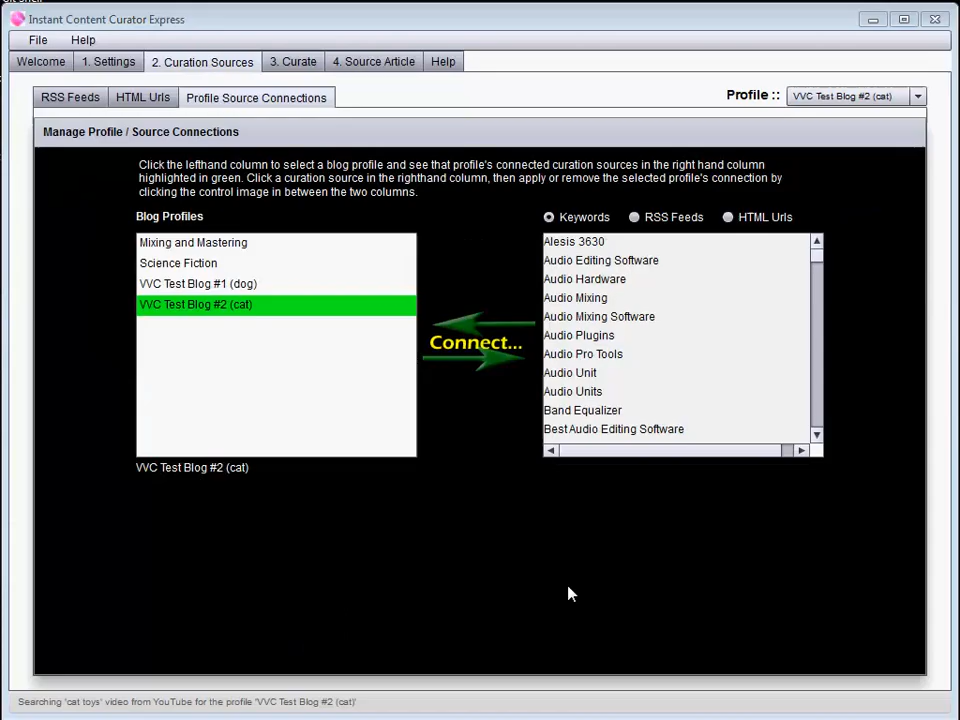 Instant Content Curator Express
File Help
Welcome 1. Settings 2. Curation Sources 3. Curate 4. Source Article Help
RSS Feeds HTML Urls Profile Source Connections Profile :: VVC Test Blog #2 (cat)
Manage Profile / Source Connections
Click the lefthand column to select a blog profile and see that profile's connected curation sources in the right hand column
highlighted in green. Click a curation source in the righthand column, then apply or remove the selected profile's connection by
clicking the control image in between the two columns.
Blog Profiles
Mixing and Mastering
Science Fiction
VVC Test Blog #1 (dog)
VVC Test Blog #2 (cat)
VVC Test Blog #2 (cat)
Connect...
Keywords RSS Feeds HTML Urls
Alesis 3630
Audio Editing Software
Audio Hardware
Audio Mixing
Audio Mixing Software
Audio Plugins
Audio Pro Tools
Audio Unit
Audio Units
Band Equalizer
Best Audio Editing Software
Searching 'cat toys' video from YouTube for the profile 'VVC Test Blog #2 (cat)'